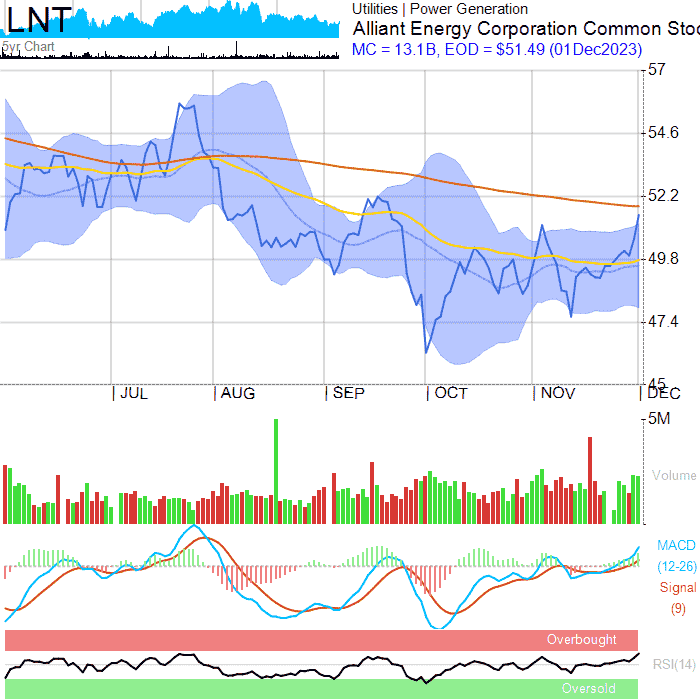 LNT
5yr Chart
Utilities | Power Generation
Alliant Energy Corporation Common Stoc
MC = 13.1B, EOD = $51.49 (01Dec2023)
57
54.6
52.2
49.8
47.4
45
JUL AUG SEP OCT NOV DEC
5M
Volume
MACD
(12-26)
Signal
(9)
Overbought
RSI(14)
Oversold